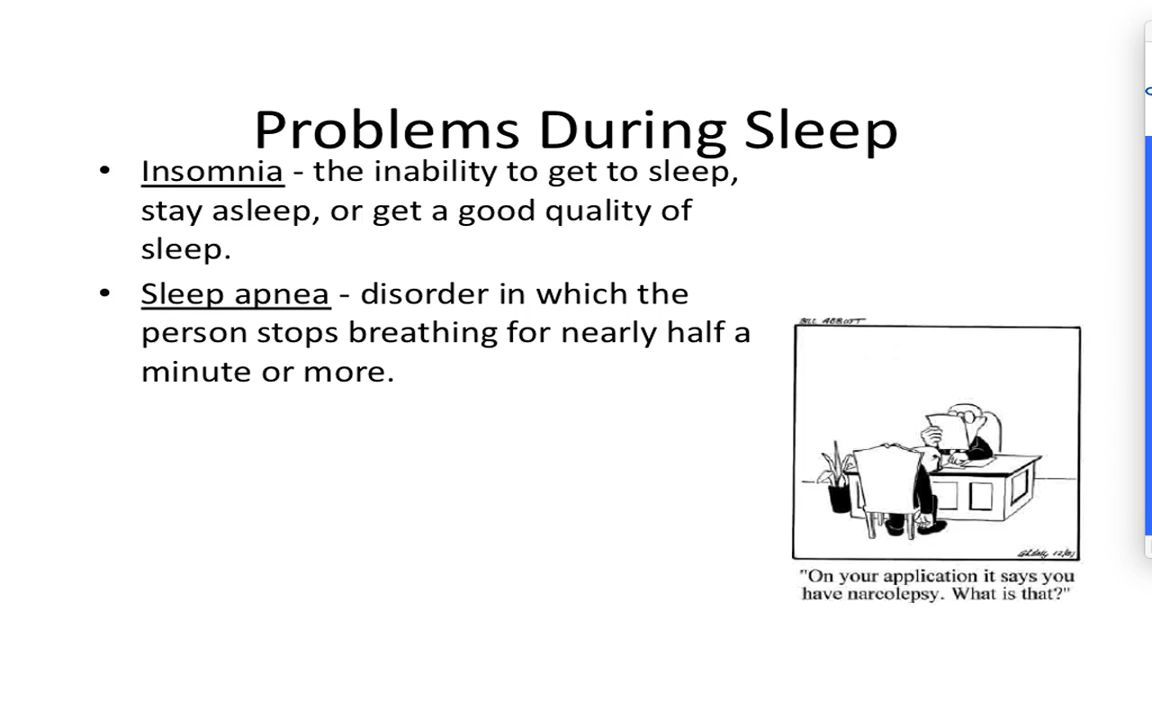 Problems During Sleep
• Insomnia - the inability to get to sleep,
stay asleep, or get a good quality of
sleep.
• Sleep apnea - disorder in which the
person stops breathing for nearly half a
minute or more.
BILL ABBOTT
"On your application it says you
have narcolepsy. What is that?"